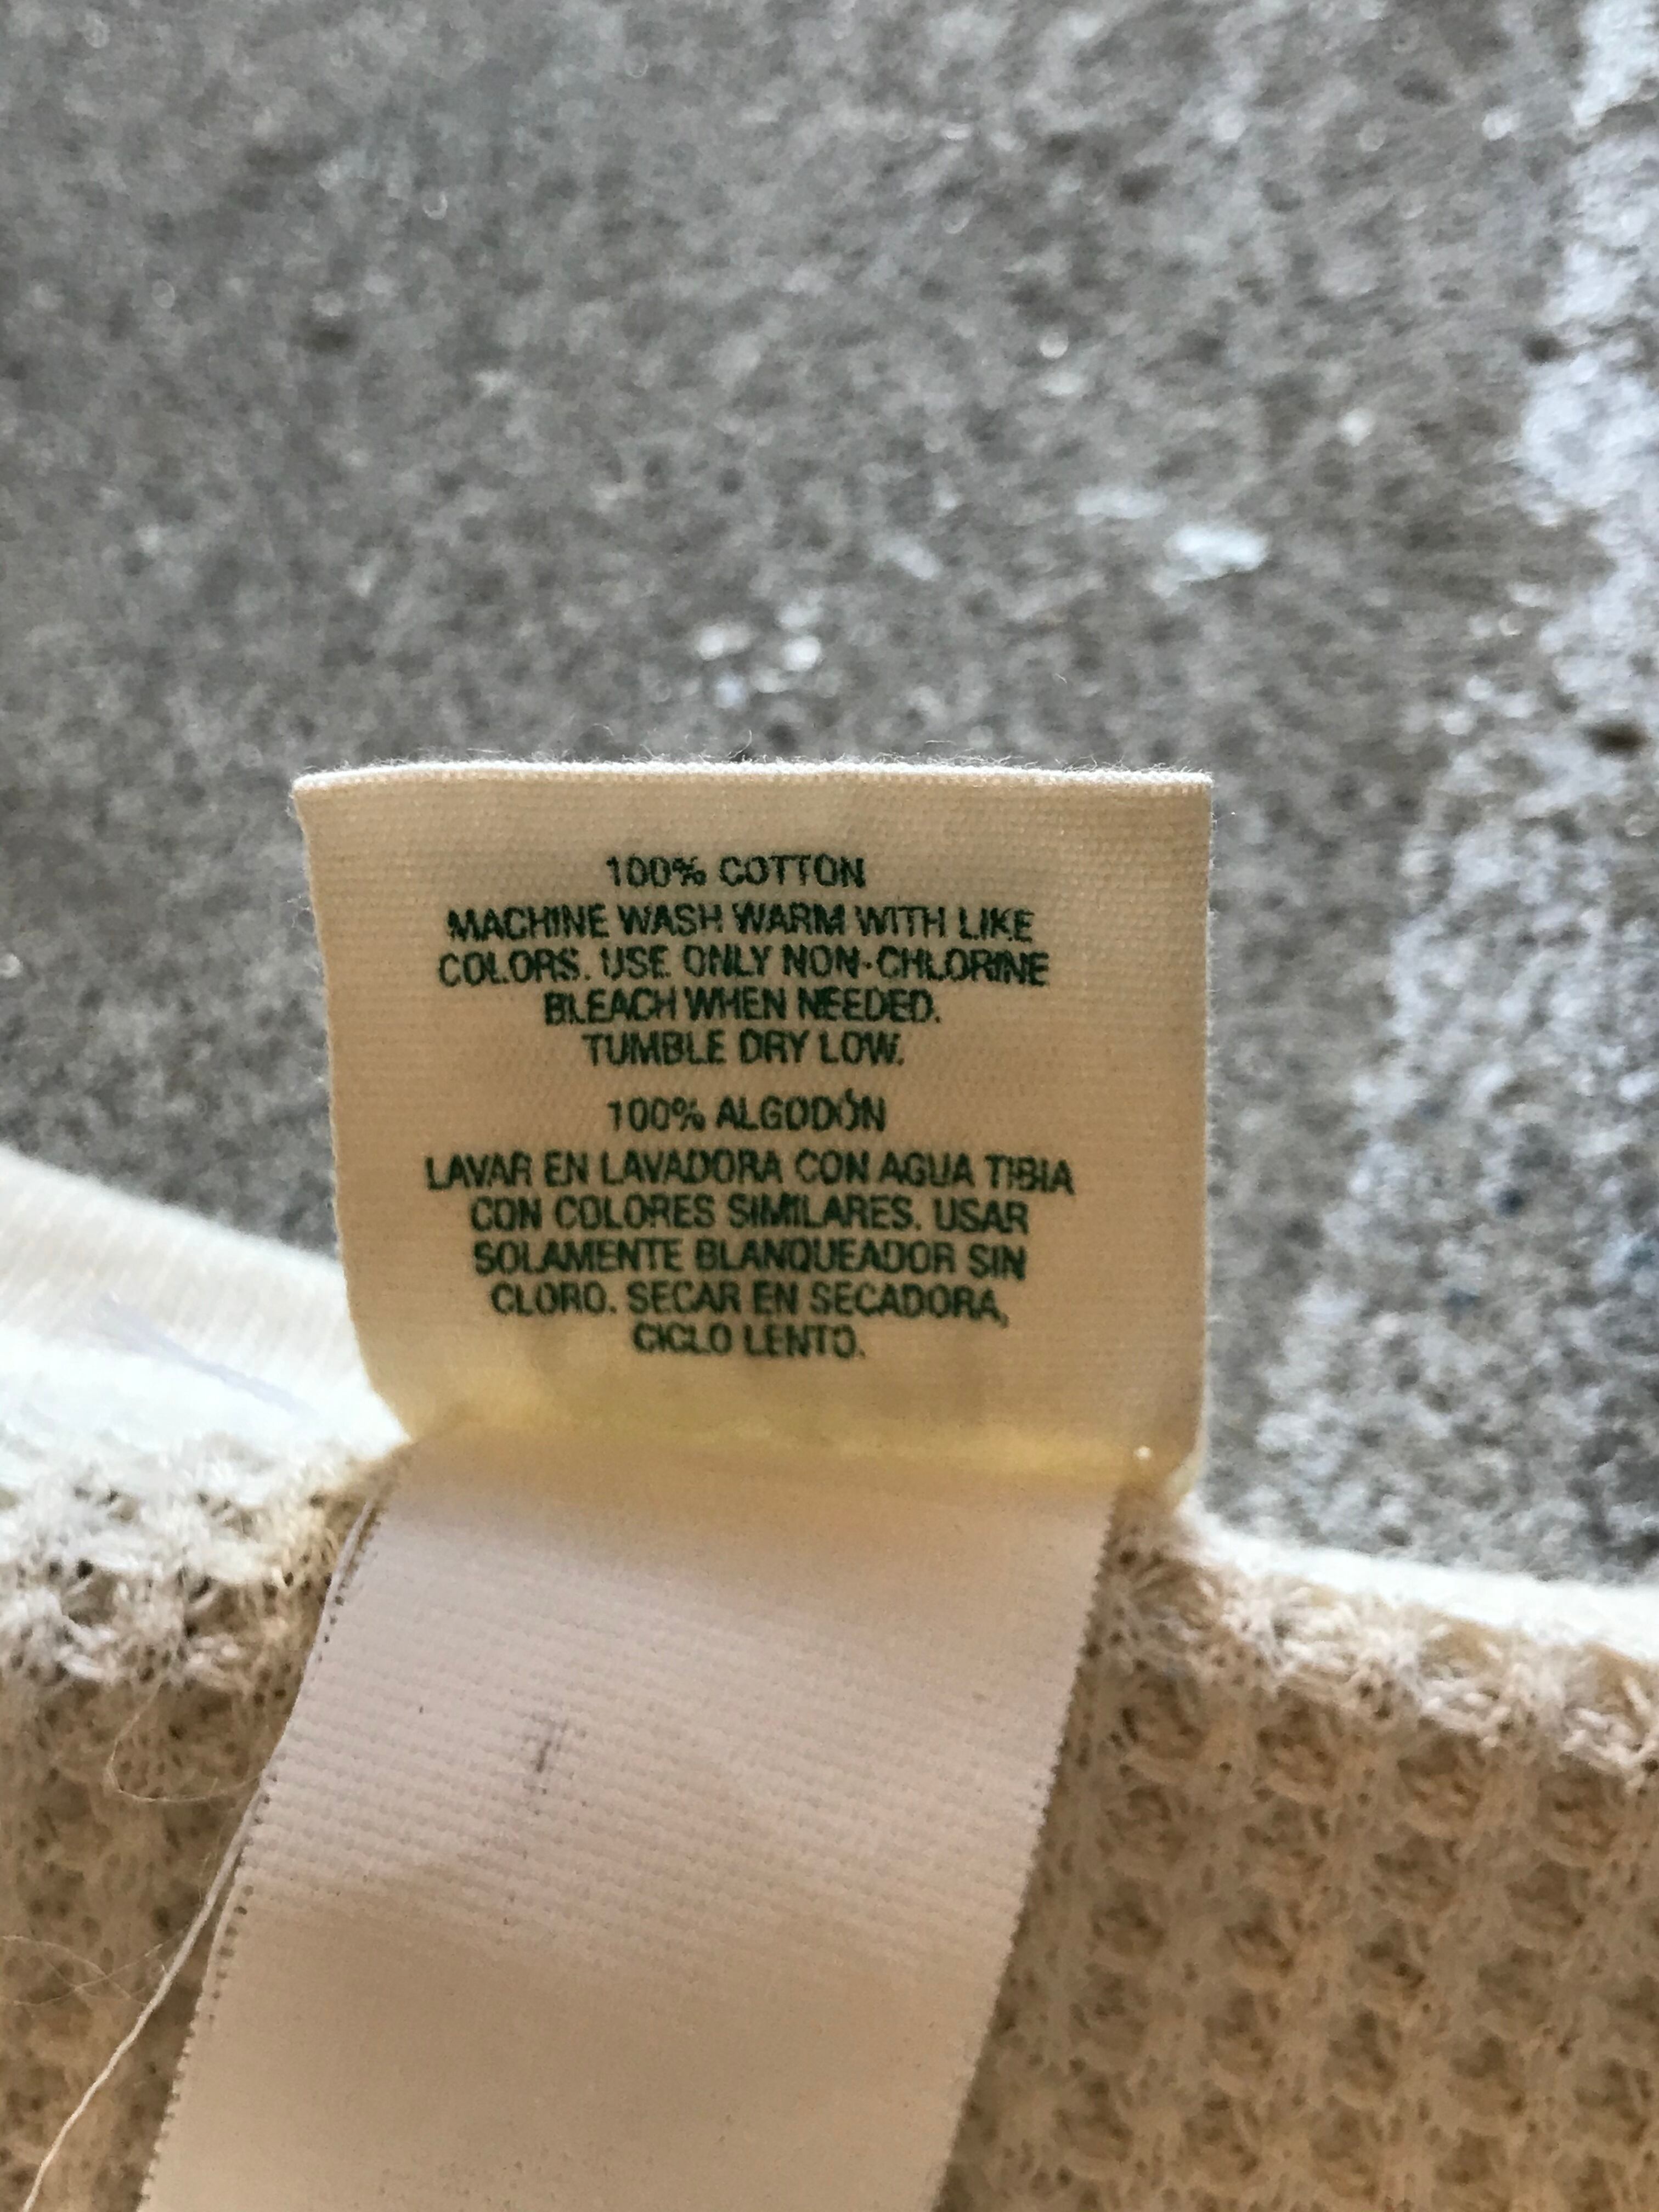 100% COTTON
MACHINE WASH WARM WITH LIKE
COLORS. USE ONLY NON-CHLORINE
BLEACH WHEN NEEDED.
TUMBLE DRY LOW.
100% ALGODÓN
LAVAR EN LAVADORA CON AGUA TIBIA
CON COLORES SIMILARES. USAR
SOLAMENTE BLANQUEADOR SIN
CLORO. SECAR EN SECADORA,
CICLO LENTO.